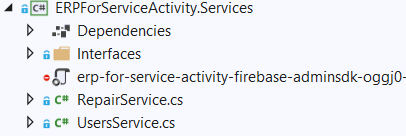 C# ERPForServiceActivity.Services
Dependencies
Interfaces
erp-for-service-activity-firebase-adminsdk-oggj0-
C# RepairService.cs
C# UsersService.cs